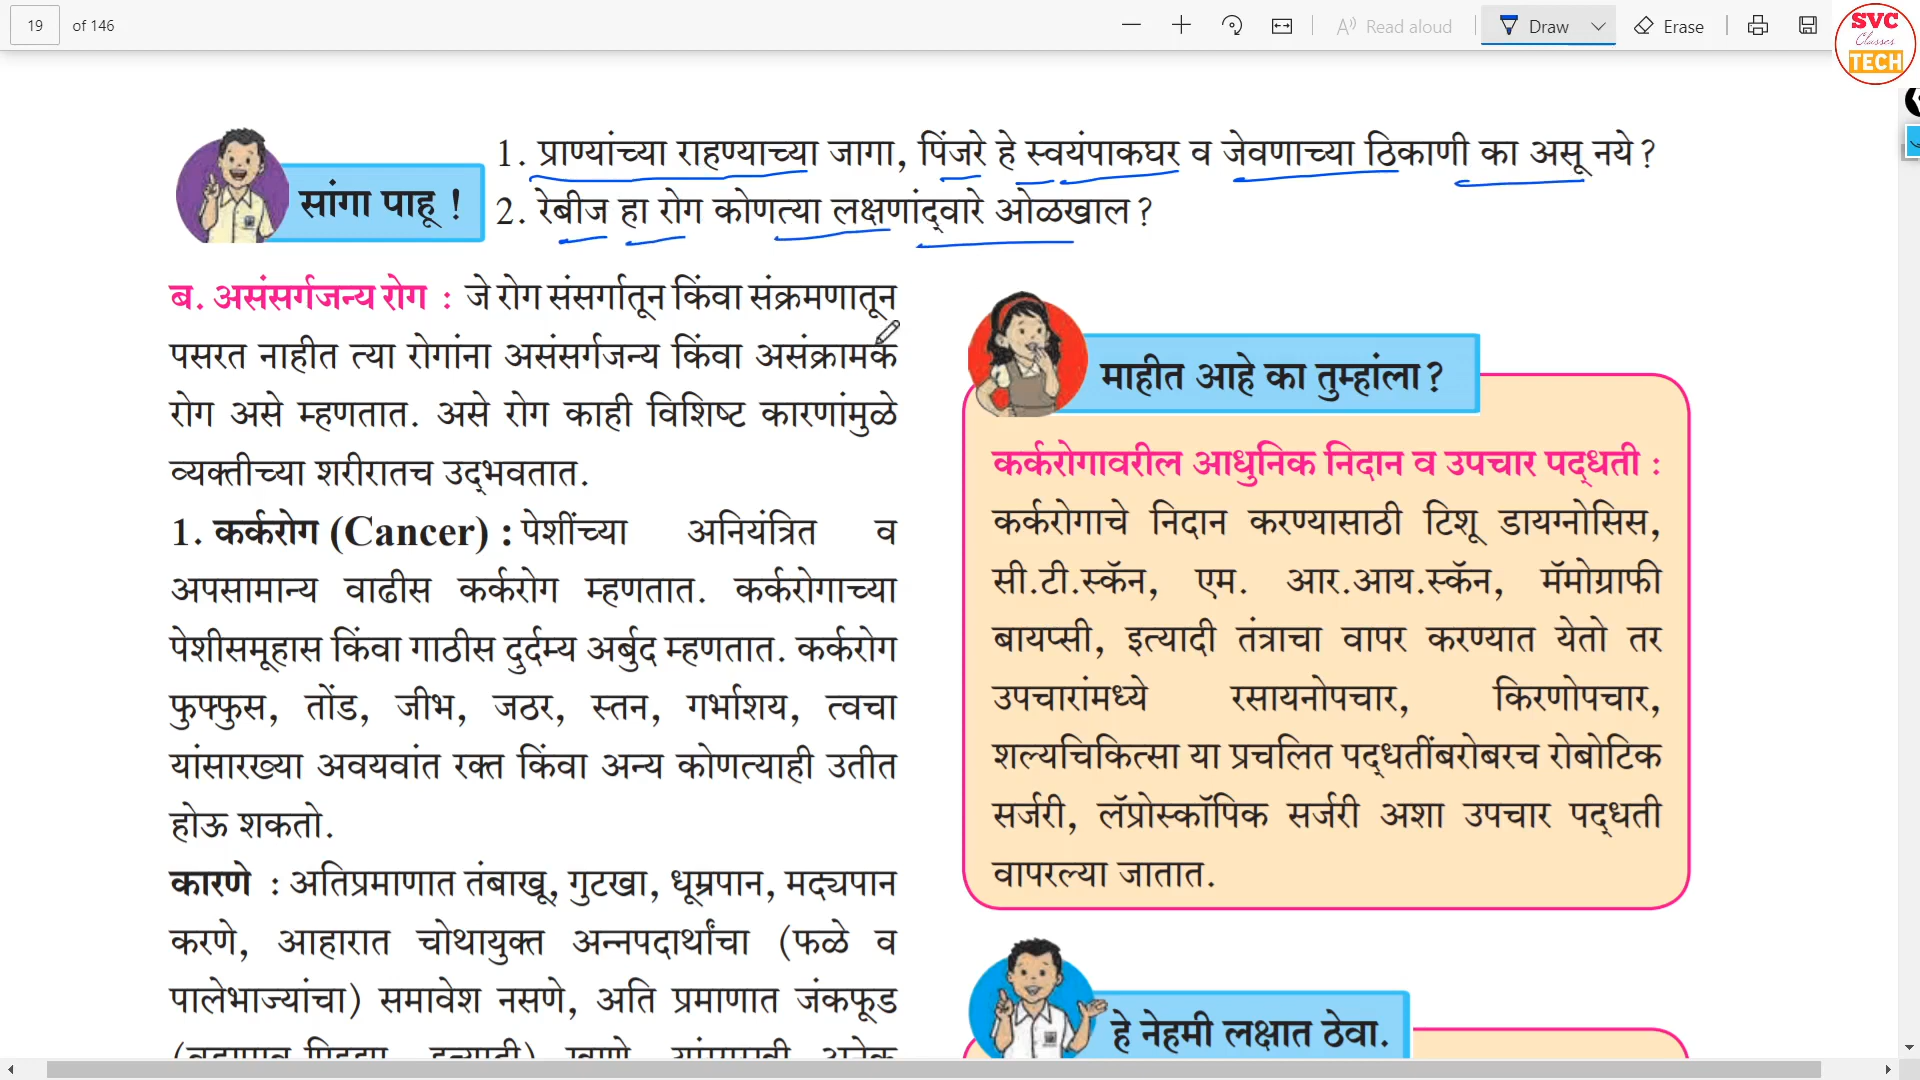 19 of 146
Read aloud
Draw
Erase
SVC
Classes
TECH
सांगा पाहू !
1. प्राण्यांच्या राहण्याच्या जागा, पिंजरे हे स्वयंपाकघर व जेवणाच्या ठिकाणी का असू नये?
2. रेबीज हा रोग कोणत्या लक्षणांद्वारे ओळखाल?
ब. असंसर्गजन्य रोग : जे रोग संसर्गातून किंवा संक्रमणातून
पसरत नाहीत त्या रोगांना असंसर्गजन्य किंवा असंक्रामक
रोग असे म्हणतात. असे रोग काही विशिष्ट कारणांमुळे
व्यक्तीच्या शरीरातच उद्भवतात.
1. कर्करोग (Cancer) : पेशींच्या अनियंत्रित व
अपसामान्य वाढीस कर्करोग म्हणतात. कर्करोगाच्या
पेशीसमूहास किंवा गाठीस दुर्दम्य अर्बुद म्हणतात. कर्करोग
फुफ्फुस, तोंड, जीभ, जठर, स्तन, गर्भाशय, त्वचा
यांसारख्या अवयवांत रक्त किंवा अन्य कोणत्याही उतीत
होऊ शकतो.
कारणे : अतिप्रमाणात तंबाखू, गुटखा, धूम्रपान, मद्यपान
करणे, आहारात चोथायुक्त अन्नपदार्थांचा (फळे व
पालेभाज्यांचा) समावेश नसणे, अति प्रमाणात जंकफूड
माहीत आहे का तुम्हांला?
कर्करोगावरील आधुनिक निदान व उपचार पद्धती :
कर्करोगाचे निदान करण्यासाठी टिशू डायग्नोसिस,
सी.टी.स्कॅन, एम. आर.आय.स्कॅन, मॅमोग्राफी
बायप्सी, इत्यादी तंत्राचा वापर करण्यात येतो तर
उपचारांमध्ये रसायनोपचार, किरणोपचार,
शल्यचिकित्सा या प्रचलित पद्धतींबरोबरच रोबोटिक
सर्जरी, लॅप्रोस्कॉपिक सर्जरी अशा उपचार पद्धती
वापरल्या जातात.
हे नेहमी लक्षात ठेवा.